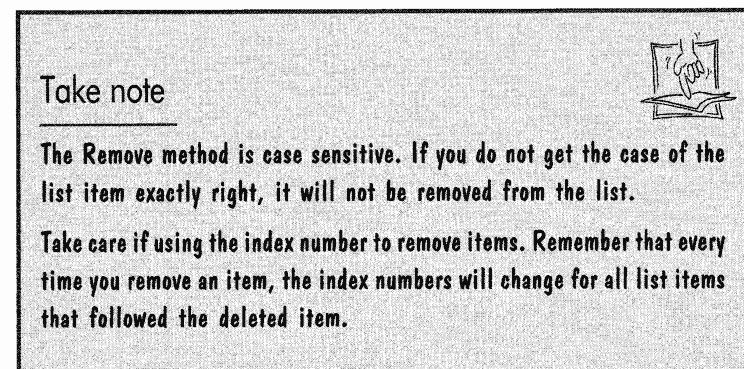 Take note
The Remove method is case sensitive. If you do not get the case of the
list item exactly right, it will not be removed from the list.
Take care if using the index number to remove items. Remember that every
time you remove an item, the index numbers will change for all list items
that followed the deleted item.